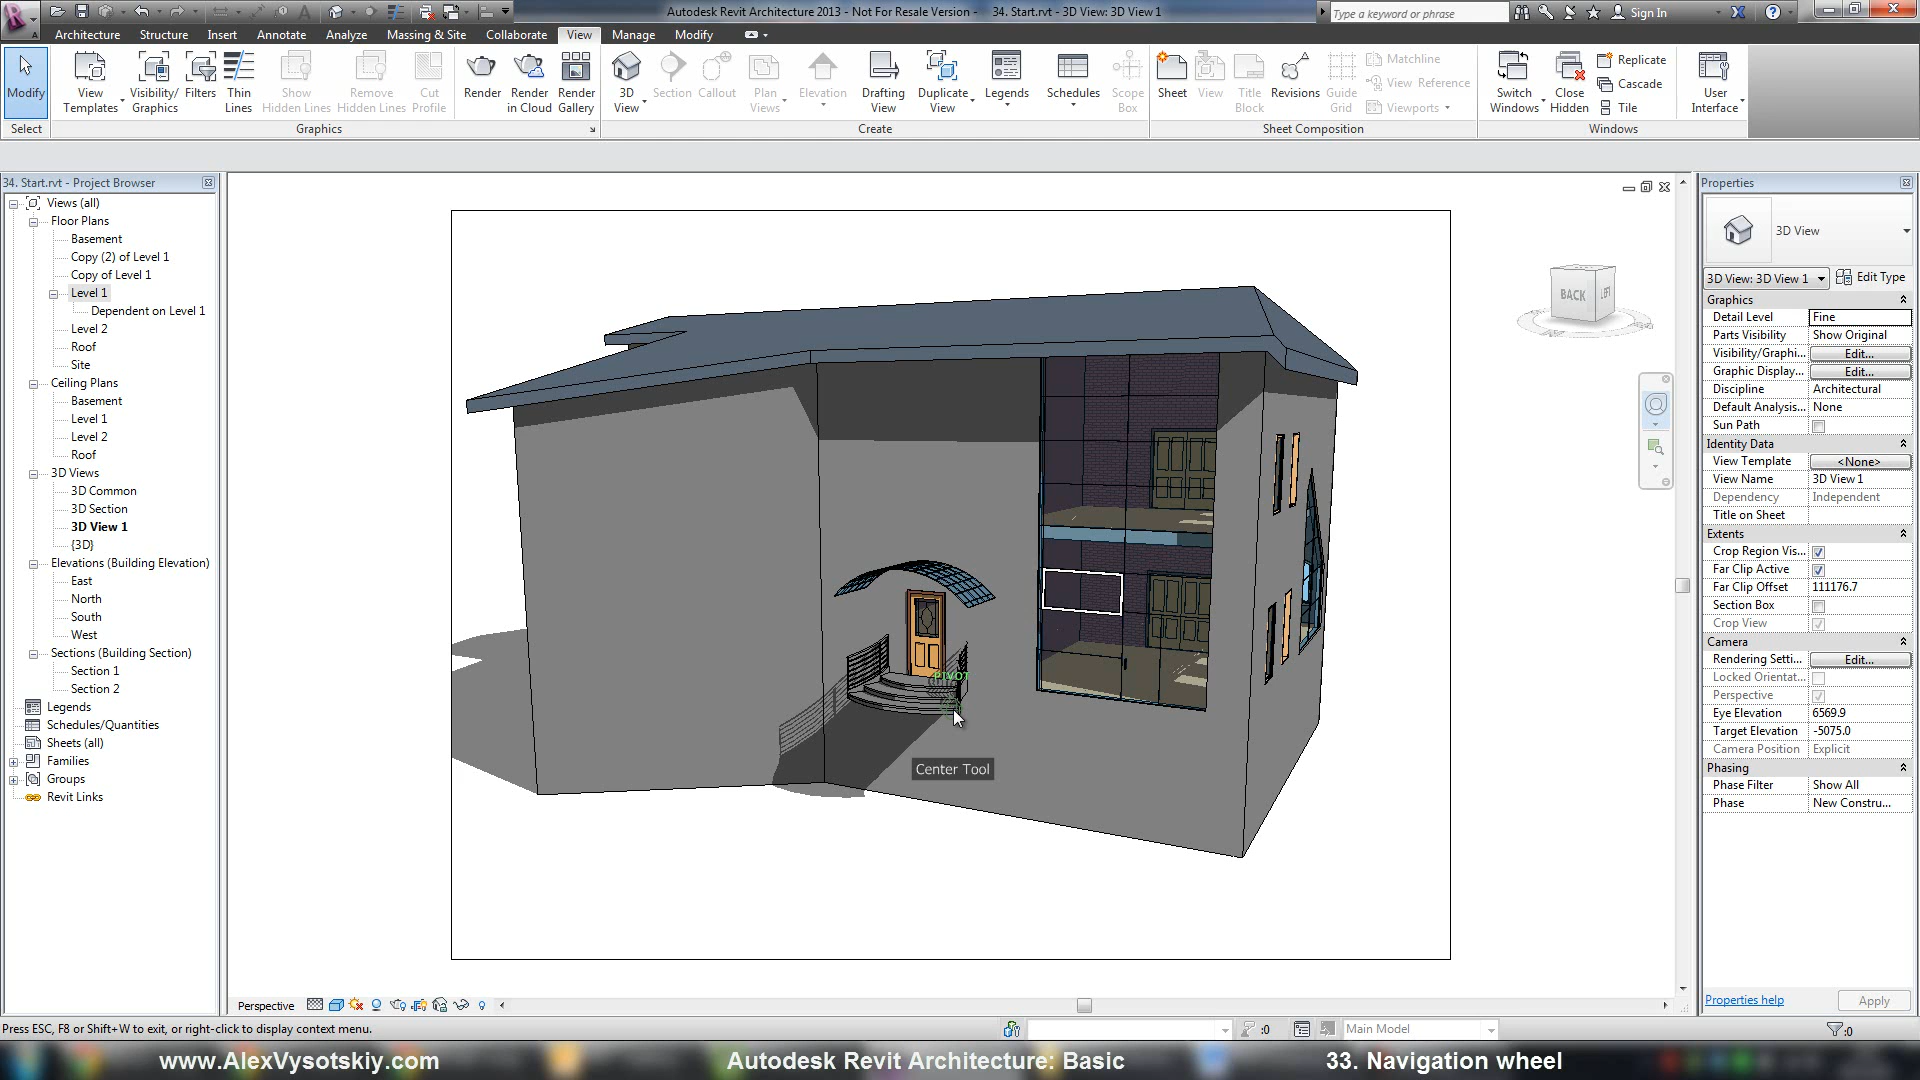 Autodesk Revit Architecture 2013 - Not For Resale Version - 34. Start.rvt - 3D View: 3D View 1
Type a keyword or phrase
Sign In
Architecture Structure Insert Annotate Analyze Massing & Site Collaborate View Manage Modify
Modify
View Templates
Visibility/ Graphics
Filters
Thin Lines
Show Hidden Lines
Remove Hidden Lines
Cut Profile
Render
Render in Cloud
Render Gallery
3D View
Section
Callout
Plan Views
Elevation
Drafting View
Duplicate View
Legends
Schedules
Scope Box
Sheet
View
Title Block
Revisions
Guide Grid
Matchline
View Reference
Viewports
Switch Windows
Close Hidden
Replicate
Cascade
Tile
User Interface
Select
Graphics
Create
Sheet Composition
Windows
34. Start.rvt - Project Browser
Views (all)
Floor Plans
Basement
Copy (2) of Level 1
Copy of Level 1
Level 1
Dependent on Level 1
Level 2
Roof
Site
Ceiling Plans
Basement
Level 1
Level 2
Roof
3D Views
3D Common
3D Section
3D View 1
{3D}
Elevations (Building Elevation)
East
North
South
West
Sections (Building Section)
Section 1
Section 2
Legends
Schedules/Quantities
Sheets (all)
Families
Groups
Revit Links
BACK
LEFT
PIVOT
Center Tool
Perspective
Properties
3D View
3D View: 3D View 1
Edit Type
Graphics
Detail Level Fine
Parts Visibility Show Original
Visibility/Graphi... Edit...
Graphic Display... Edit...
Discipline Architectural
Default Analysis... None
Sun Path
Identity Data
View Template <None>
View Name 3D View 1
Dependency Independent
Title on Sheet
Extents
Crop Region Vis...
Far Clip Active
Far Clip Offset 111176.7
Section Box
Crop View
Camera
Rendering Setti... Edit...
Locked Orientat...
Perspective
Eye Elevation 6569.9
Target Elevation -5075.0
Camera Position Explicit
Phasing
Phase Filter Show All
Phase New Constru...
Properties help
Apply
Press ESC, F8 or Shift+W to exit, or right-click to display context menu.
:0
Main Model
:0
www.AlexVysotskiy.com
Autodesk Revit Architecture: Basic
33. Navigation wheel